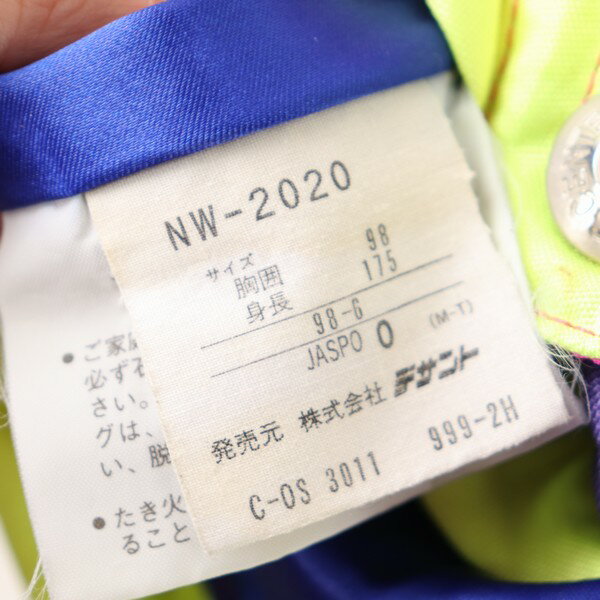 NW-2020
サイズ
胸囲 98
身長 175
98-G
JASPO O (M-T)
発売元 株式会社 デサント
C-OS 3011 999-2H
● ご家庭
必ず石
さい。
グは、
い、脱
● たき火
ること